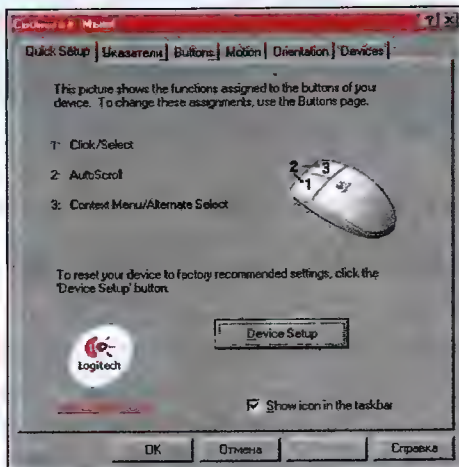 Свойства: Мышь
Quick Setup Указатели Buttons Motion Orientation Devices
This picture shows the functions assigned to the buttons of your
device. To change these assignments, use the Buttons page.
1: Click/Select
2: AutoScroll
3: Context Menu/Alternate Select
2 3
1
To reset your device to factory recommended settings, click the
'Device Setup' button.
Device Setup
Logitech
Show icon in the taskbar
OK Отмена Справка